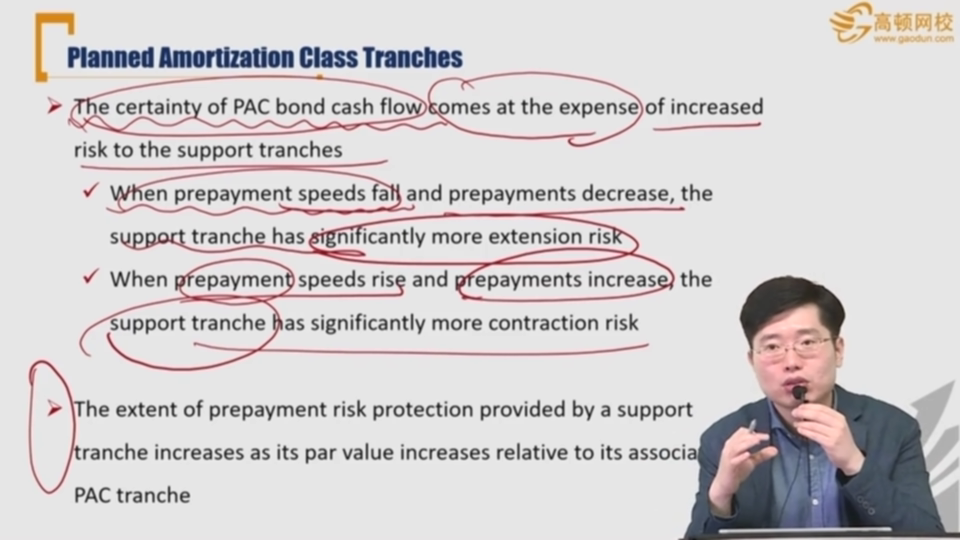 高顿网校
www.gaodun.com
Planned Amortization Class Tranches
The certainty of PAC bond cash flow comes at the expense of increased
risk to the support tranches
When prepayment speeds fall and prepayments decrease, the
support tranche has significantly more extension risk
When prepayment speeds rise and prepayments increase, the
support tranche has significantly more contraction risk
The extent of prepayment risk protection provided by a support
tranche increases as its par value increases relative to its associa
PAC tranche